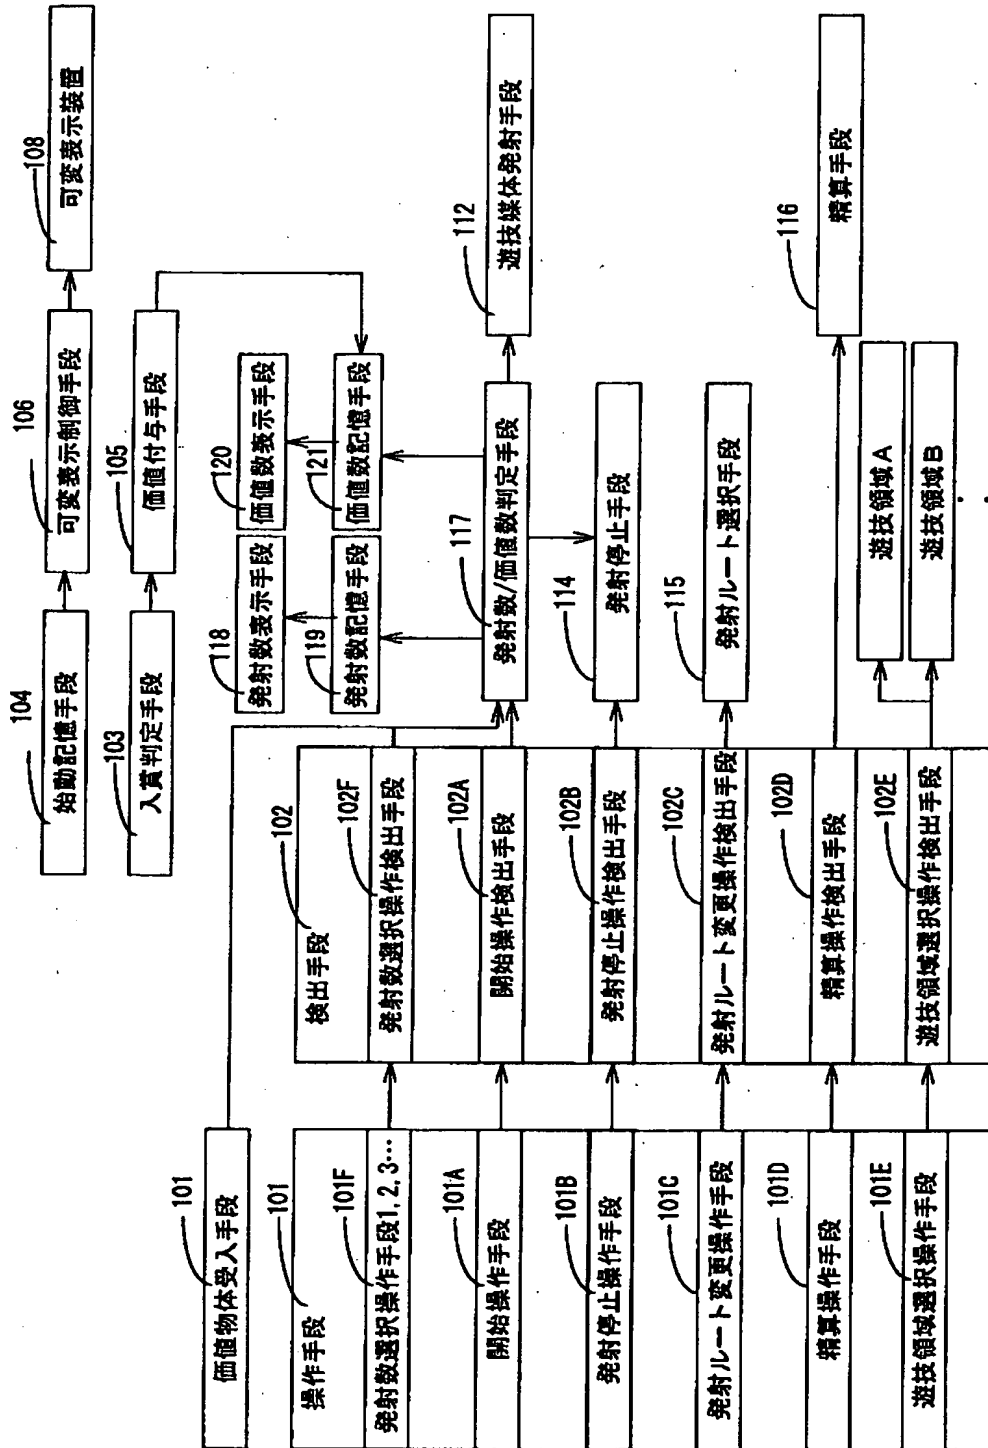 104
始動記憶手段
106
可変表示制御手段
108
可変表示装置
103
入賞判定手段
105
価値付与手段
118
発射数表示手段
120
価値数表示手段
119
発射数記憶手段
121
価値数記憶手段
101
価値物体受入手段
101
操作手段
102
検出手段
101F
発射数選択操作手段1,2,3…
102F
発射数選択操作検出手段
101A
開始操作手段
102A
開始操作検出手段
117
発射数/価値数判定手段
112
遊技媒体発射手段
101B
発射停止操作手段
102B
発射停止操作検出手段
114
発射停止手段
101C
発射ルート変更操作手段
102C
発射ルート変更操作検出手段
115
発射ルート選択手段
101D
精算操作手段
102D
精算操作検出手段
116
精算手段
101E
遊技領域選択操作手段
102E
遊技領域選択操作検出手段
遊技領域A
遊技領域B